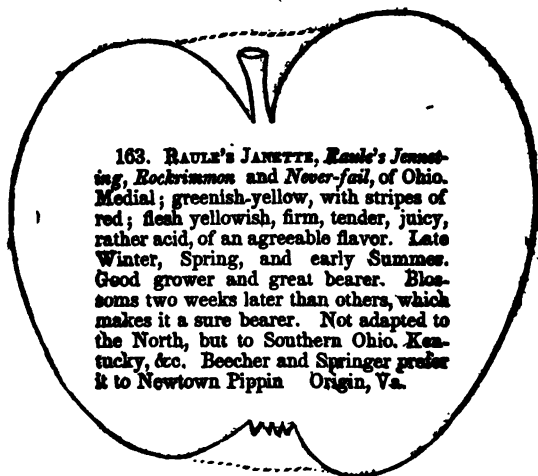 163. RAULE'S JANETTE, Raule's Jennet-
ing, Rockrimmon and Never-fail, of Ohio.
Medial; greenish-yellow, with stripes of
red; flesh yellowish, firm, tender, juicy,
rather acid, of an agreeable flavor. Late
Winter, Spring, and early Summer.
Good grower and great bearer. Blos-
soms two weeks later than others, which
makes it a sure bearer. Not adapted to
the North, but to Southern Ohio. Ken-
tucky, &c. Beecher and Springer prefer
it to Newtown Pippin Origin, Va.